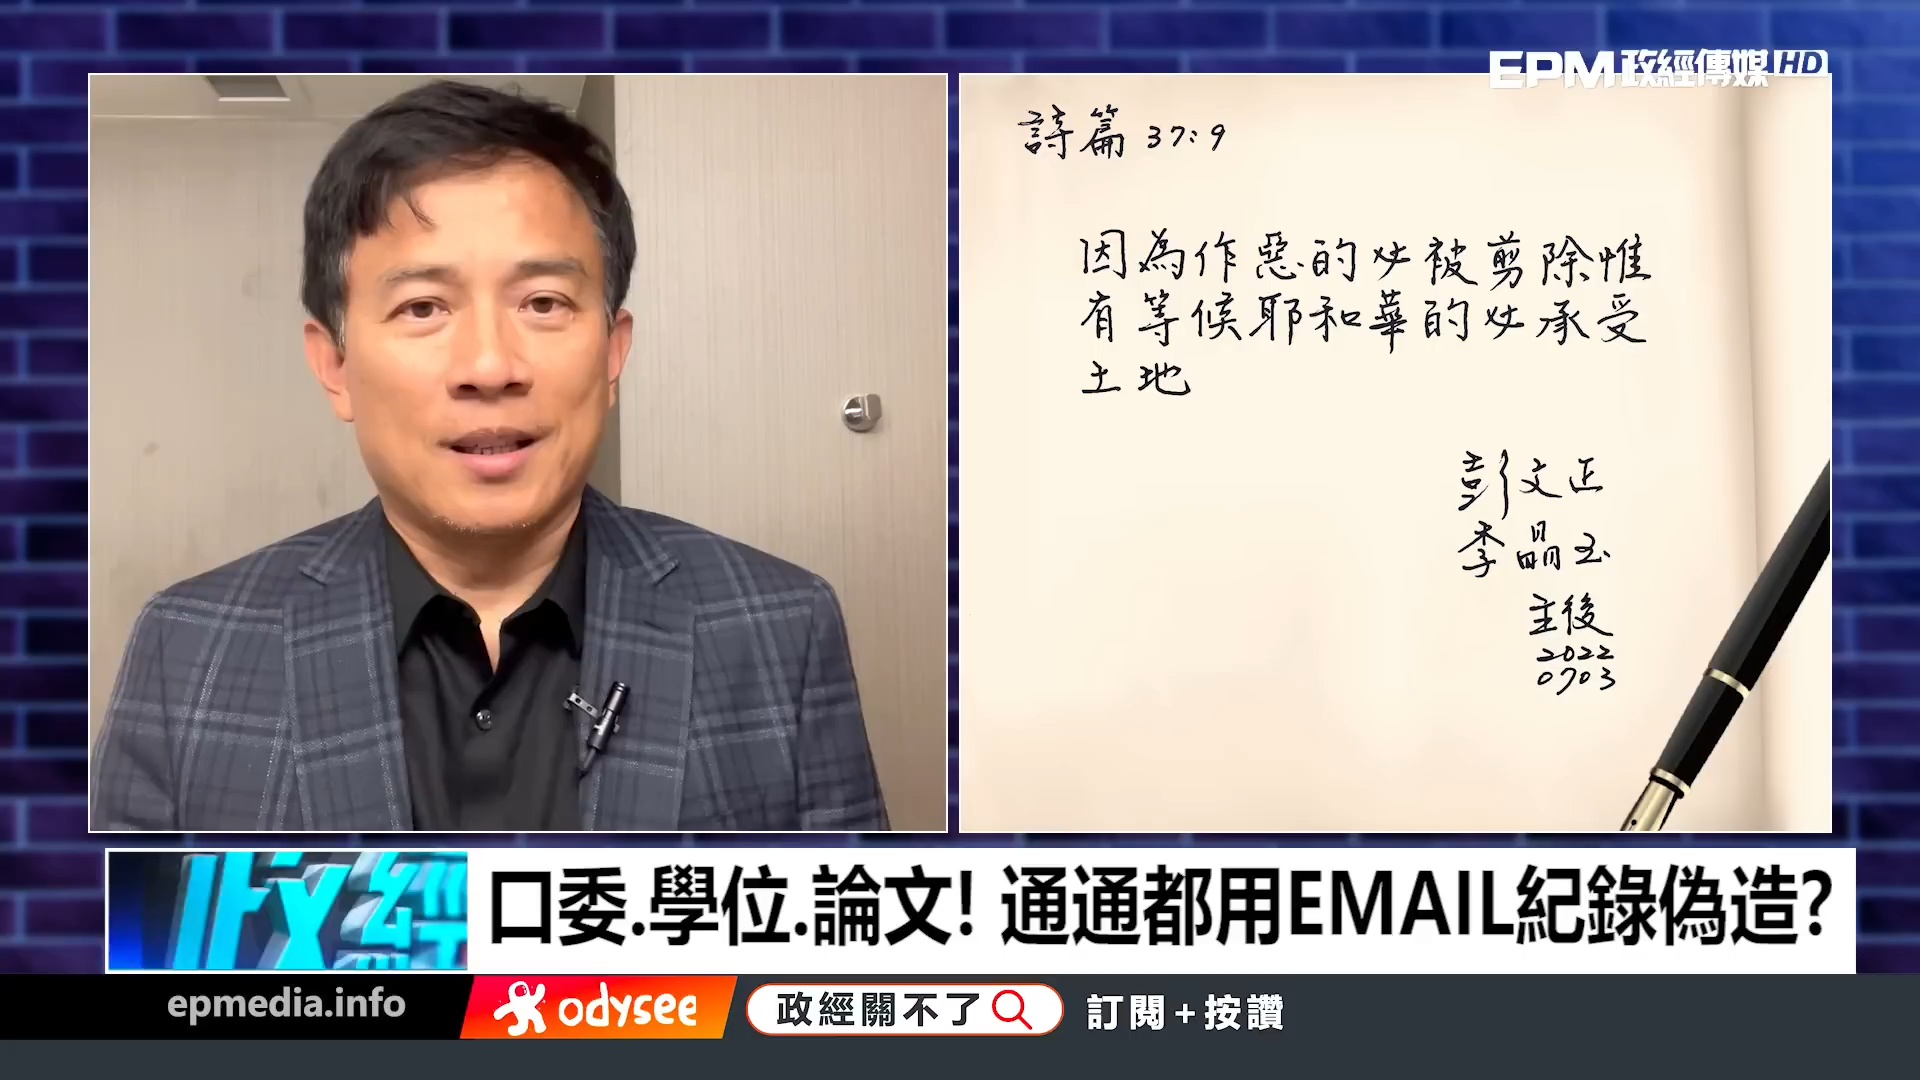 EPM政經傳媒HD
詩篇 37:9
因為作惡的必被剪除惟
有等候耶和華的必承受
土地
彭文正
李晶玉
主後
2022
0703
政經
口委.學位.論文! 通通都用EMAIL紀錄偽造?
epmedia.info
odysee
政經關不了
訂閱+按讚